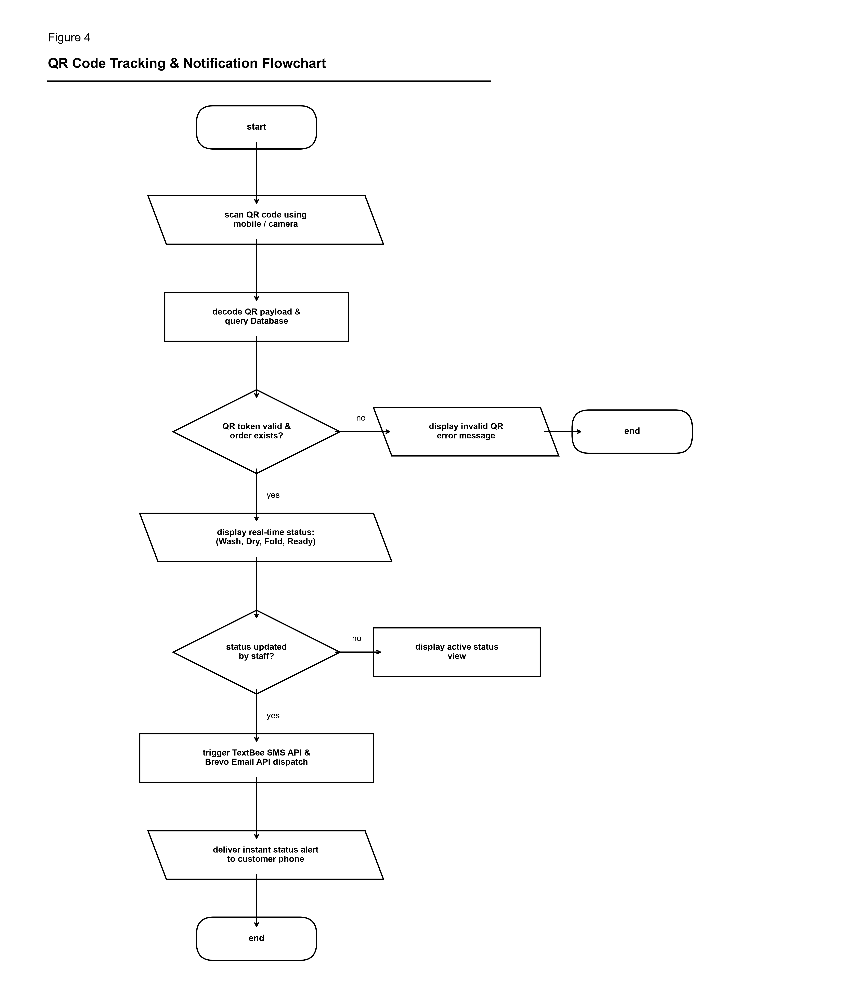 Figure 4
QR Code Tracking & Notification Flowchart
start
scan QR code using
mobile / camera
decode QR payload &
query Database
QR token valid &
order exists?
no
display invalid QR
error message
end
yes
display real-time status:
(Wash, Dry, Fold, Ready)
status updated
by staff?
no
display active status
view
yes
trigger TextBee SMS API &
Brevo Email API dispatch
deliver instant status alert
to customer phone
end